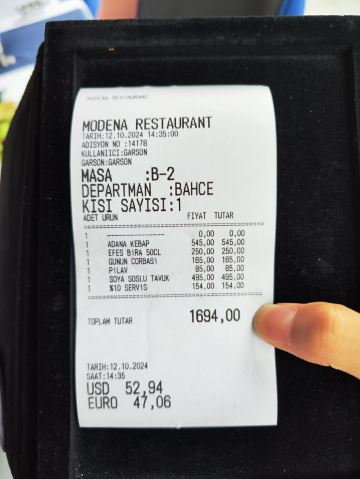 MODENA RESTAURANT
MODENA RESTAURANT
TARIH:12.10.2024 14:35:00
ADISYON NO :14178
KULLANIICI:GARSON
GARSON:GARSON
MASA :B-2
DEPARTMAN :BAHCE
KISI SAYISI:1
ADET URUN FIYAT TUTAR
1 --------------- 0,00 0,00
1 ADANA KEBAP 545,00 545,00
1 EFES BiRA 50CL 250,00 250,00
1 GUNUN CORBASi 165,00 165,00
1 PiLAV 85,00 85,00
1 SOYA SOSLU TAVUK 495,00 495,00
1 %10 SERViS 154,00 154,00
TOPLAM TUTAR 1694,00
TARIH:12.10.2024
SAAT:14:35
USD 52,94
EURO 47,06